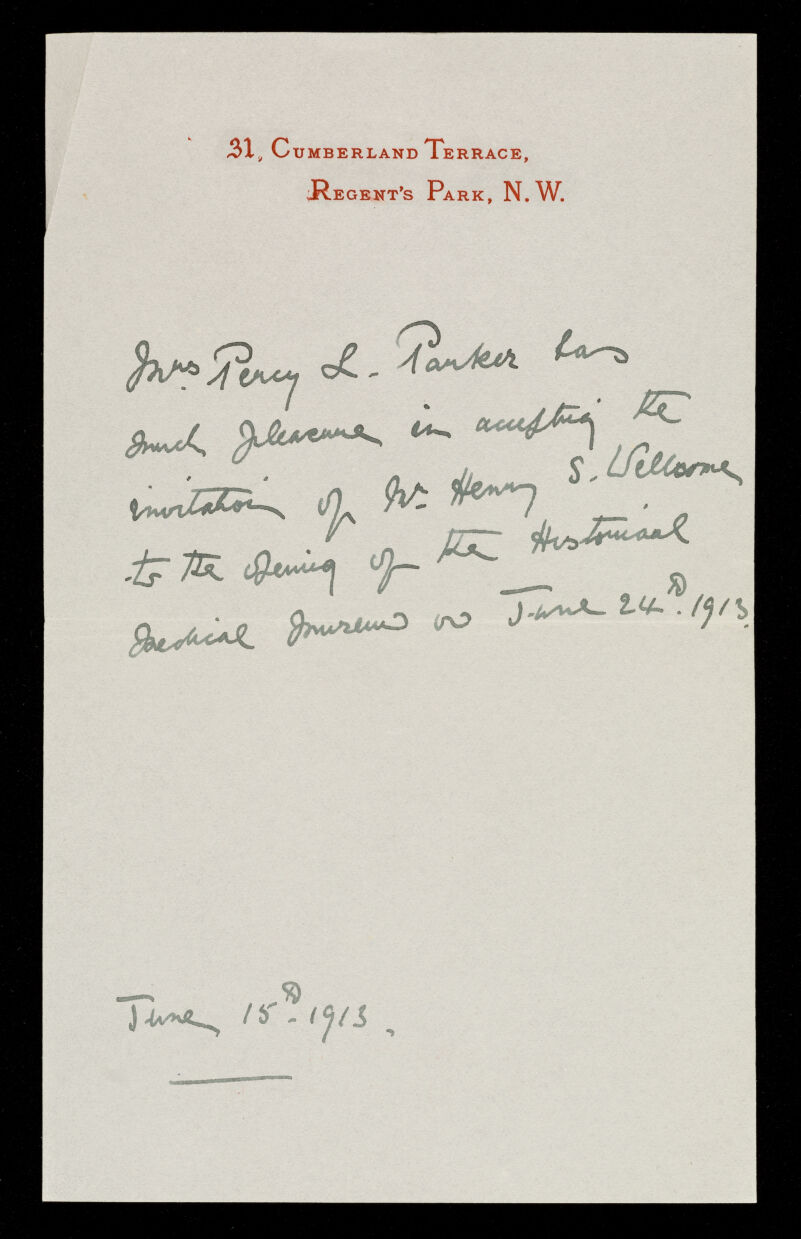 31, Cumberland Terrace,
Regent's Park, N.W.
Mrs. Percy L. Parker has
much pleasure in accepting the
invitation of Mr. Henry S. Wellcome
to the opening of the Historical
Medical Museum on June 24th. 1913.
June 15th. 1913.